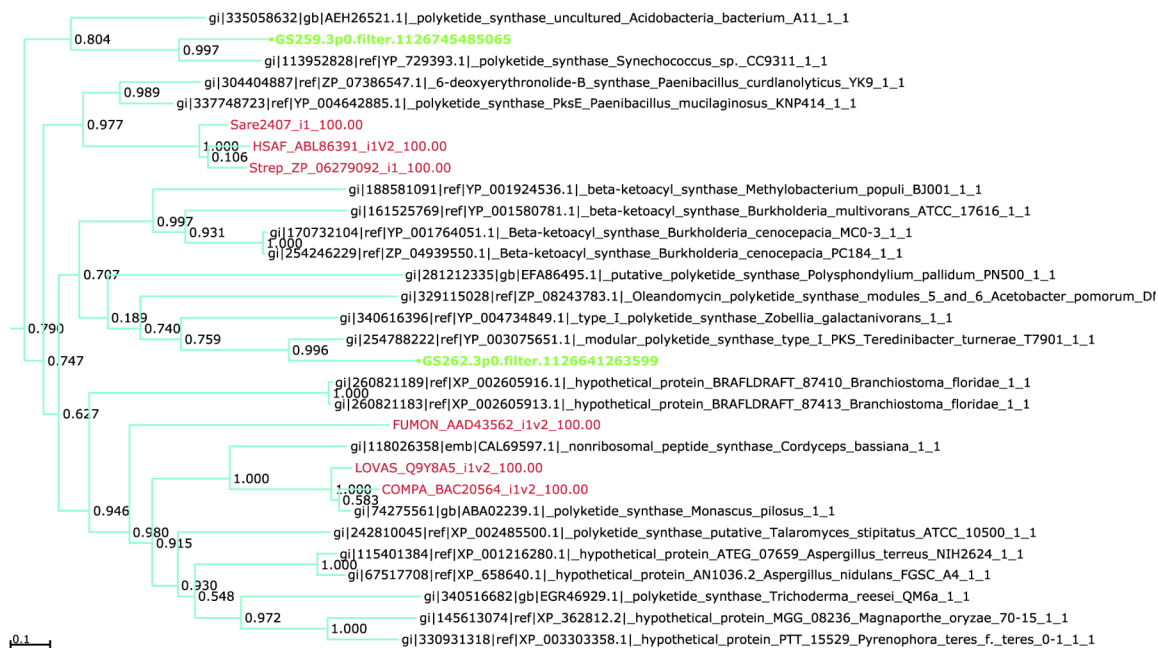 gi|335058632|gb|AEH26521.1|_polyketide_synthase_uncultured_Acidobacteria_bacterium_A11_1_1
0.804
GS259.3p0.filter.1126745485065
0.997
gi|113952828|ref|YP_729393.1|_polyketide_synthase_Synechococcus_sp._CC9311_1_1
gi|304404887|ref|ZP_07386547.1|_6-deoxyerythronolide-B_synthase_Paenibacillus_curdlanolyticus_YK9_1_1
0.989
gi|337748723|ref|YP_004642885.1|_polyketide_synthase_PksE_Paenibacillus_mucilaginosus_KNP414_1_1
0.977
Sare2407_i1_100.00
1.000
HSAF_ABL86391_i1V2_100.00
0.106
Strep_ZP_06279092_i1_100.00
gi|188581091|ref|YP_001924536.1|_beta-ketoacyl_synthase_Methylobacterium_populi_BJ001_1_1
0.997
gi|161525769|ref|YP_001580781.1|_beta-ketoacyl_synthase_Burkholderia_multivorans_ATCC_17616_1_1
0.931
gi|170732104|ref|YP_001764051.1|_Beta-ketoacyl_synthase_Burkholderia_cenocepacia_MC0-3_1_1
1.000
gi|254246229|ref|ZP_04939550.1|_Beta-ketoacyl_synthase_Burkholderia_cenocepacia_PC184_1_1
0.707
gi|281212335|gb|EFA86495.1|_putative_polyketide_synthase_Polysphondylium_pallidum_PN500_1_1
gi|329115028|ref|ZP_08243783.1|_Oleandomycin_polyketide_synthase_modules_5_and_6_Acetobacter_pomorum_DM
0.189
gi|340616396|ref|YP_004734849.1|_type_I_polyketide_synthase_Zobellia_galactanivorans_1_1
0.790
0.740
0.759
gi|254788222|ref|YP_003075651.1|_modular_polyketide_synthase_type_I_PKS_Teredinibacter_turnerae_T7901_1_1
0.996
0.747
GS262.3p0.filter.1126641263599
gi|260821189|ref|XP_002605916.1|_hypothetical_protein_BRAFLDRAFT_87410_Branchiostoma_floridae_1_1
1.000
gi|260821183|ref|XP_002605913.1|_hypothetical_protein_BRAFLDRAFT_87413_Branchiostoma_floridae_1_1
0.627
FUMON_AAD43562_i1v2_100.00
gi|118026358|emb|CAL69597.1|_nonribosomal_peptide_synthase_Cordyceps_bassiana_1_1
LOVAS_Q9Y8A5_i1v2_100.00
1.000
1.000
COMPA_BAC20564_i1v2_100.00
0.583
0.946
gi|74275561|gb|ABA02239.1|_polyketide_synthase_Monascus_pilosus_1_1
0.980
gi|242810045|ref|XP_002485500.1|_polyketide_synthase_putative_Talaromyces_stipitatus_ATCC_10500_1_1
0.915
gi|115401384|ref|XP_001216280.1|_hypothetical_protein_ATEG_07659_Aspergillus_terreus_NIH2624_1_1
1.000
gi|67517708|ref|XP_658640.1|_hypothetical_protein_AN1036.2_Aspergillus_nidulans_FGSC_A4_1_1
0.930
0.548
gi|340516682|gb|EGR46929.1|_polyketide_synthase_Trichoderma_reesei_QM6a_1_1
0.972
gi|145613074|ref|XP_362812.2|_hypothetical_protein_MGG_08236_Magnaporthe_oryzae_70-15_1_1
1.000
gi|330931318|ref|XP_003303358.1|_hypothetical_protein_PTT_15529_Pyrenophora_teres_f._teres_0-1_1_1
0.1